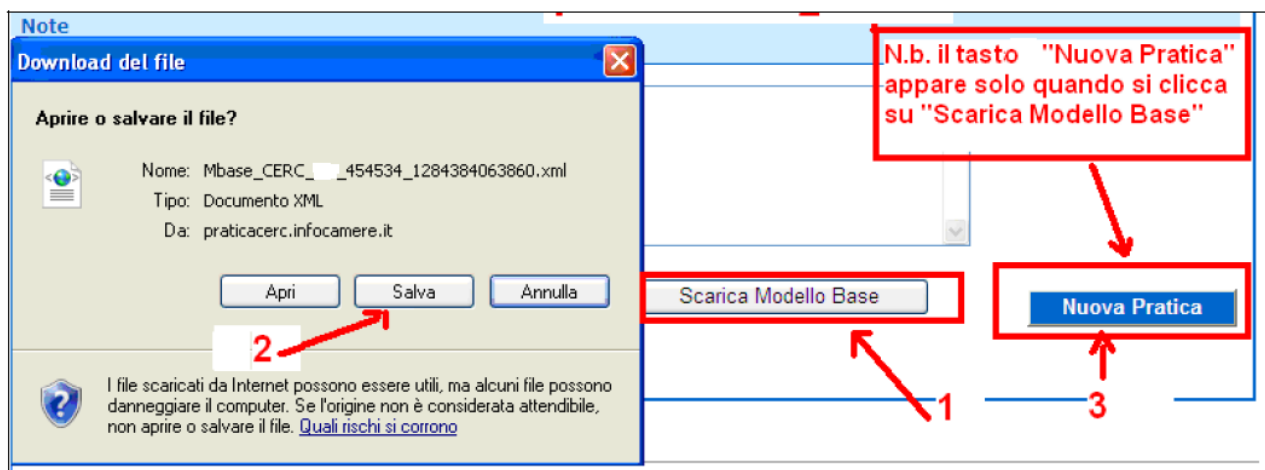 Note
Download del file
Aprire o salvare il file?
Nome: Mbase_CERC_ _454534_1284384063860.xml
Tipo: Documento XML
Da: praticacerc.infocamere.it
Apri Salva Annulla
2
I file scaricati da Internet possono essere utili, ma alcuni file possono
danneggiare il computer. Se l'origine non è considerata attendibile,
non aprire o salvare il file. Quali rischi si corrono
N.b. il tasto "Nuova Pratica"
appare solo quando si clicca
su "Scarica Modello Base"
Scarica Modello Base
Nuova Pratica
1
3